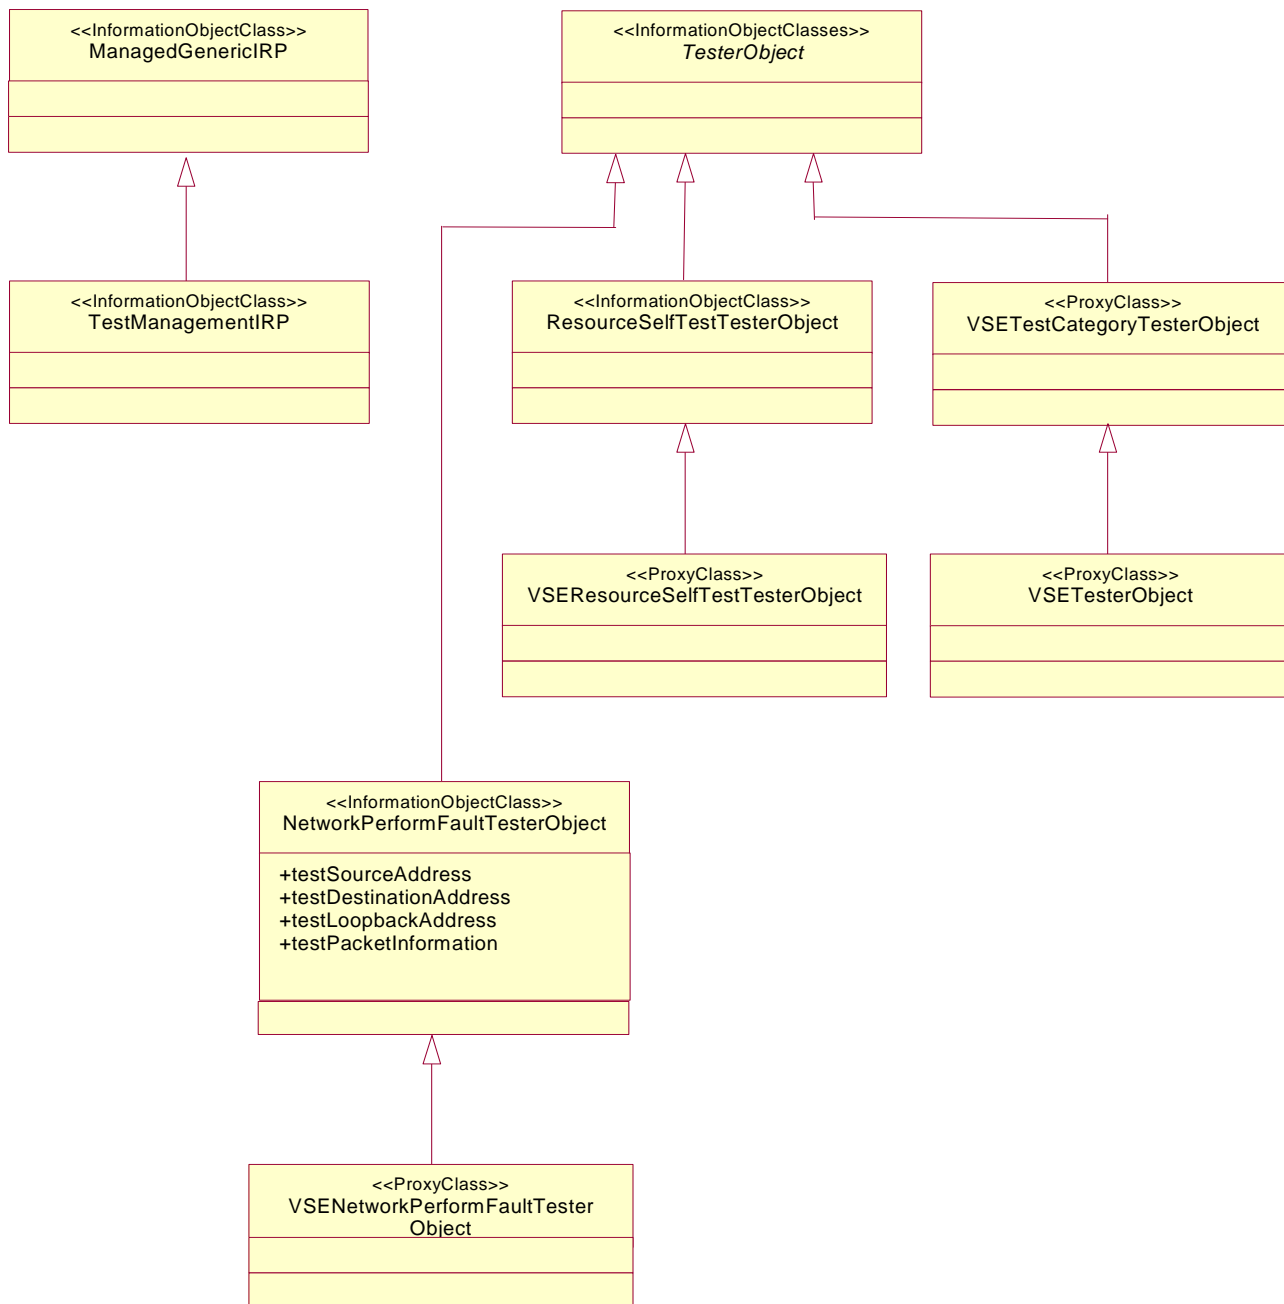 <<InformationObjectClass>>
ManagedGenericIRP
<<InformationObjectClasses>>
TesterObject
<<InformationObjectClass>>
TestManagementIRP
<<InformationObjectClass>>
ResourceSelfTestTesterObject
<<ProxyClass>>
VSETestCategoryTesterObject
<<ProxyClass>>
VSEResourceSelfTestTesterObject
<<ProxyClass>>
VSETesterObject
<<InformationObjectClass>>
NetworkPerformFaultTesterObject
+testSourceAddress
+testDestinationAddress
+testLoopbackAddress
+testPacketInformation
<<ProxyClass>>
VSENetworkPerformFaultTester
Object